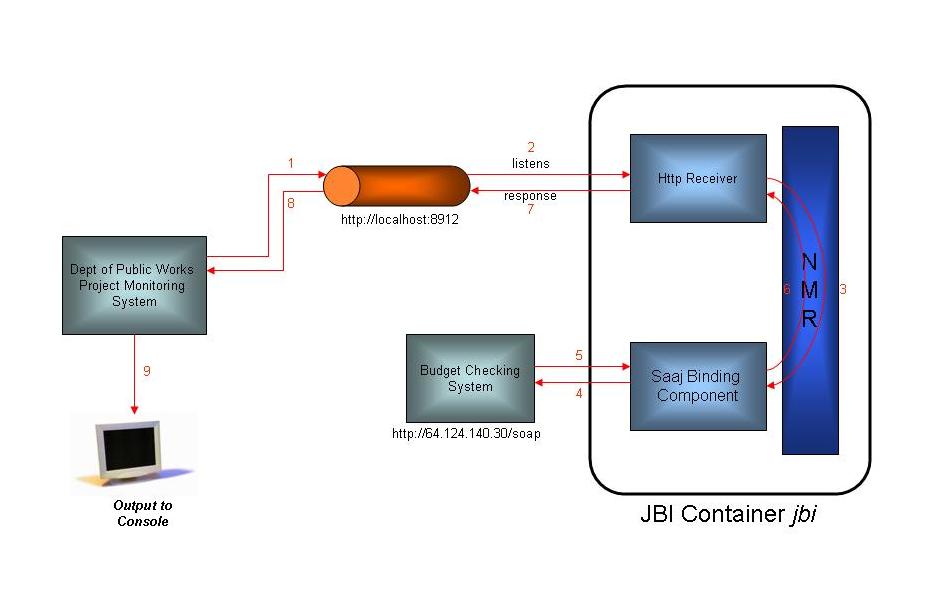 1
2
listens
8
response
7
http://localhost:8912
Http Receiver
Dept of Public Works
Project Monitoring
System
N
M
R
6
3
9
Budget Checking
System
5
4
http://64.124.140.30/soap
Saaj Binding
Component
Output to
Console
JBI Container jbi